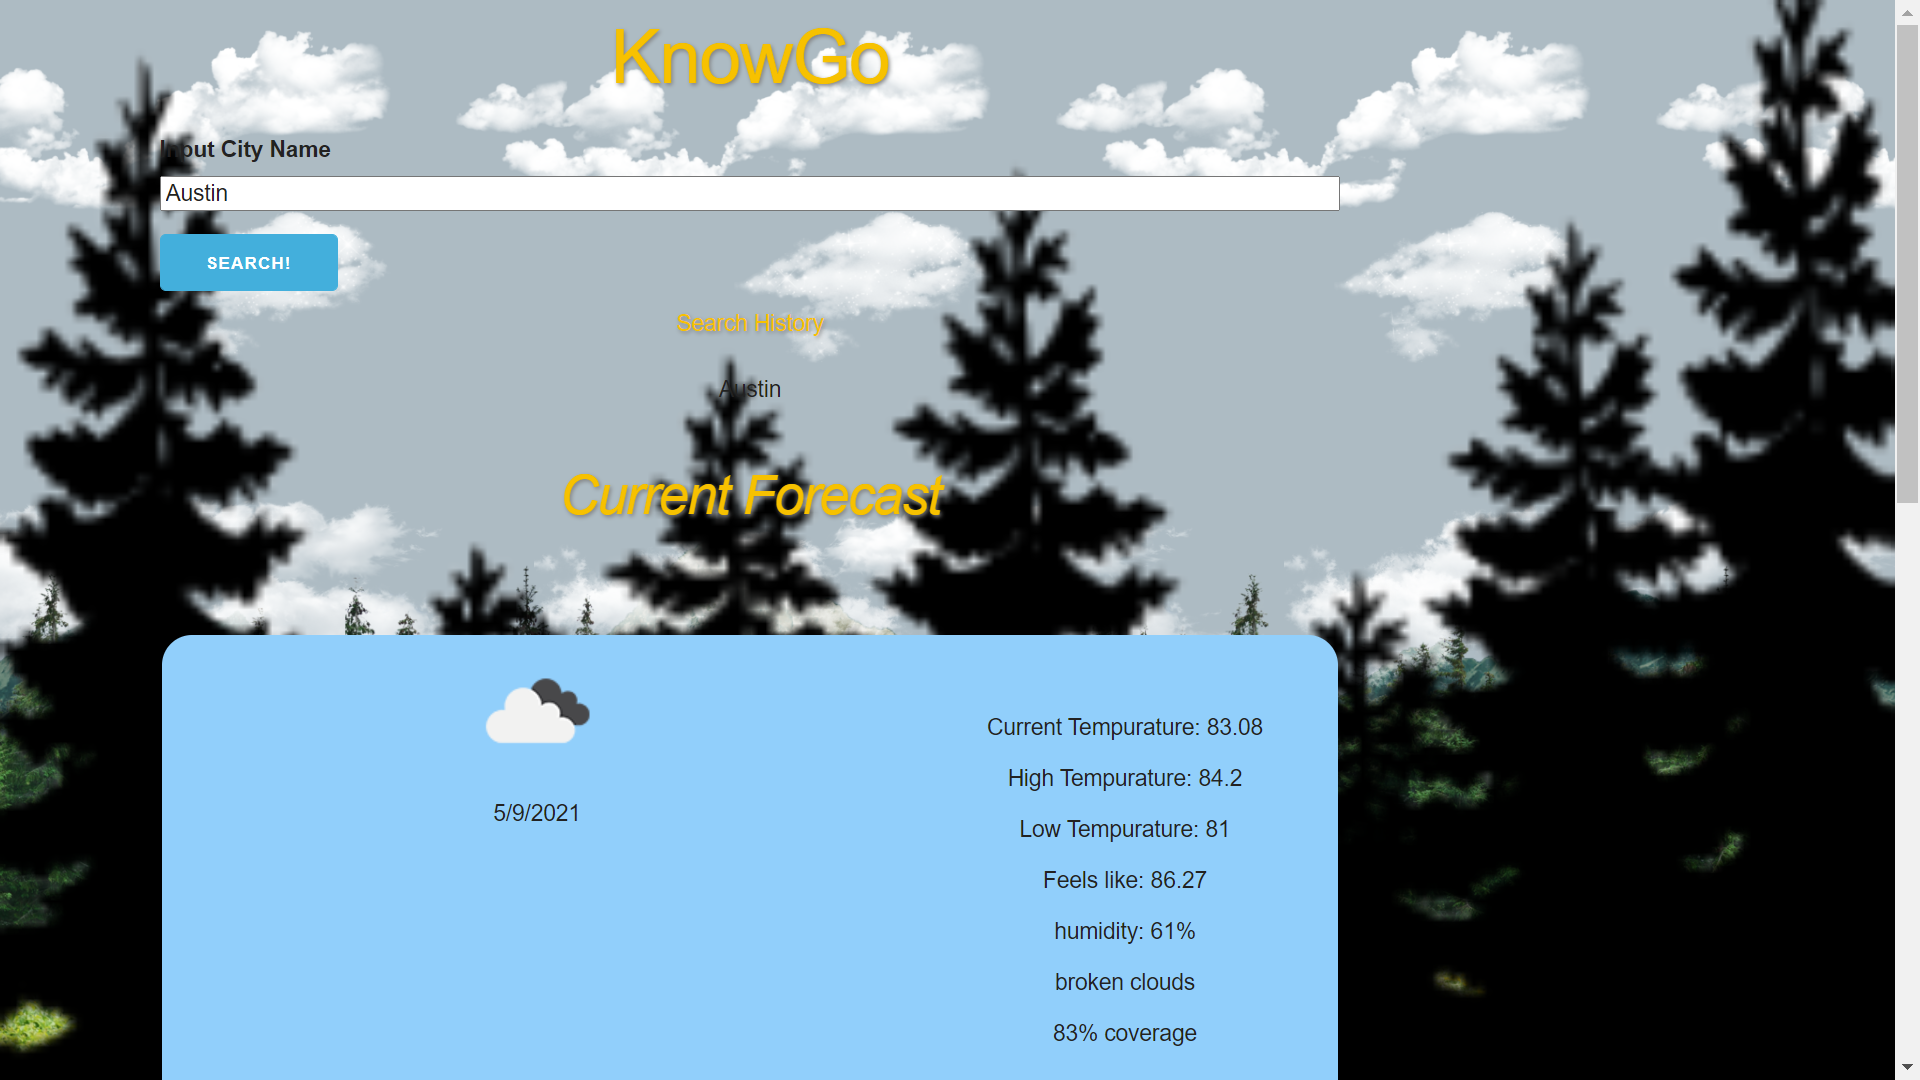 KnowGo
Input City Name
Austin
SEARCH!
Search History
Austin
Current Forecast
5/9/2021
Current Tempurature: 83.08
High Tempurature: 84.2
Low Tempurature: 81
Feels like: 86.27
humidity: 61%
broken clouds
83% coverage